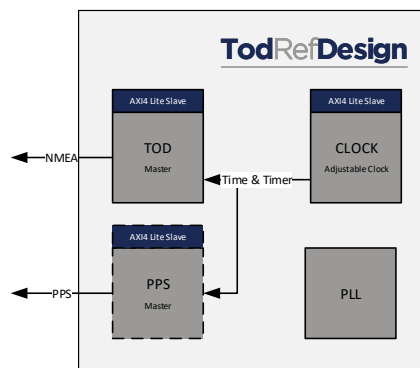 TodRefDesign
AXI4 Lite Slave
TOD
Master
AXI4 Lite Slave
CLOCK
Adjustable Clock
NMEA
Time & Timer
AXI4 Lite Slave
PPS
Master
PLL
PPS